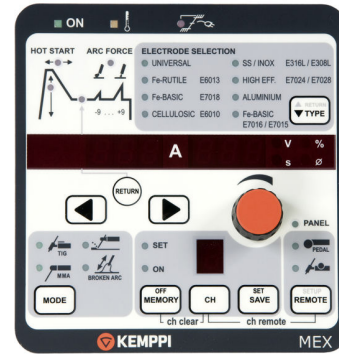 ON
HOT START ARC FORCE
-9 ... +9
ELECTRODE SELECTION
UNIVERSAL
Fe-RUTILE E6013
Fe-BASIC E7018
CELLULOSIC E6010
SS / INOX E316L / E308L
HIGH EFF. E7024 / E7028
ALUMINIUM
Fe-BASIC
E7016 / E7015
RETURN
TYPE
A
V %
s Ø
RETURN
PANEL
TIG
MMA
BROKEN ARC
SET
ON
PEDAL
MODE
OFF
MEMORY
CH
SET
SAVE
SETUP
REMOTE
ch clear
ch remote
KEMPPI
MEX